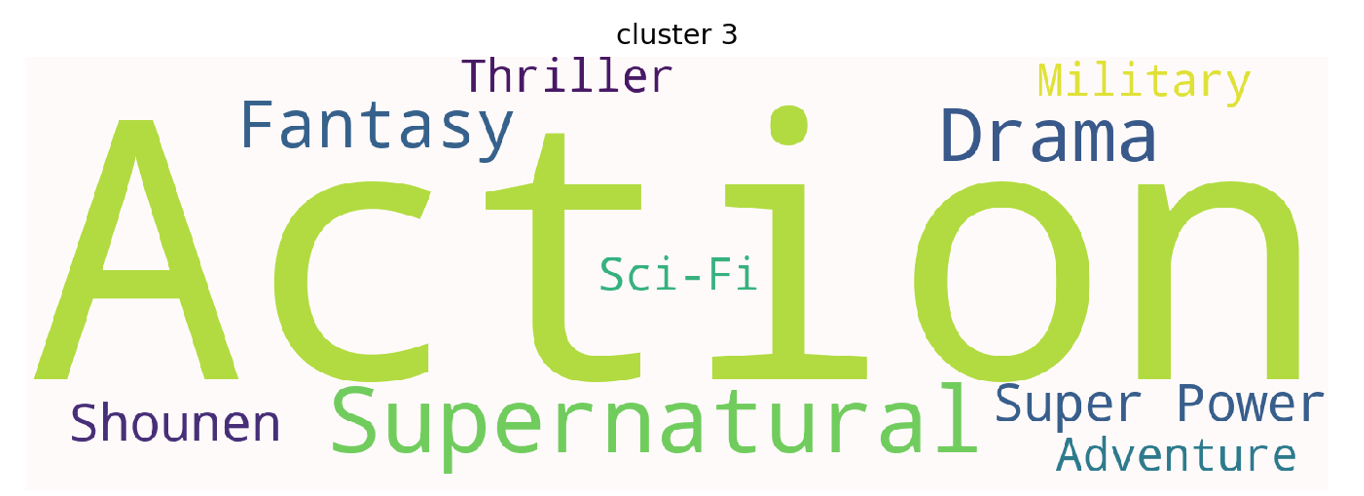 cluster 3
Thriller
Military
Fantasy
Drama
Action
Sci-Fi
Shounen
Supernatural
Super Power
Adventure